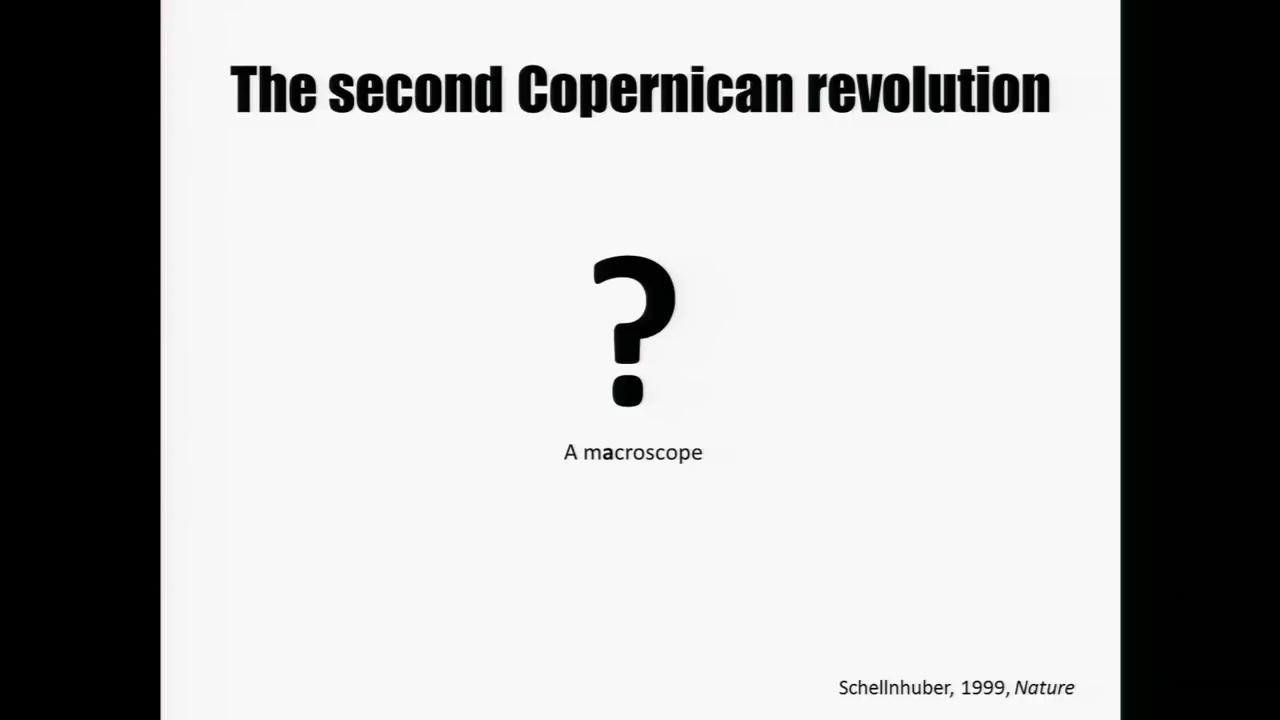 The second Copernican revolution
?
A macroscope
Schellnhuber, 1999, Nature